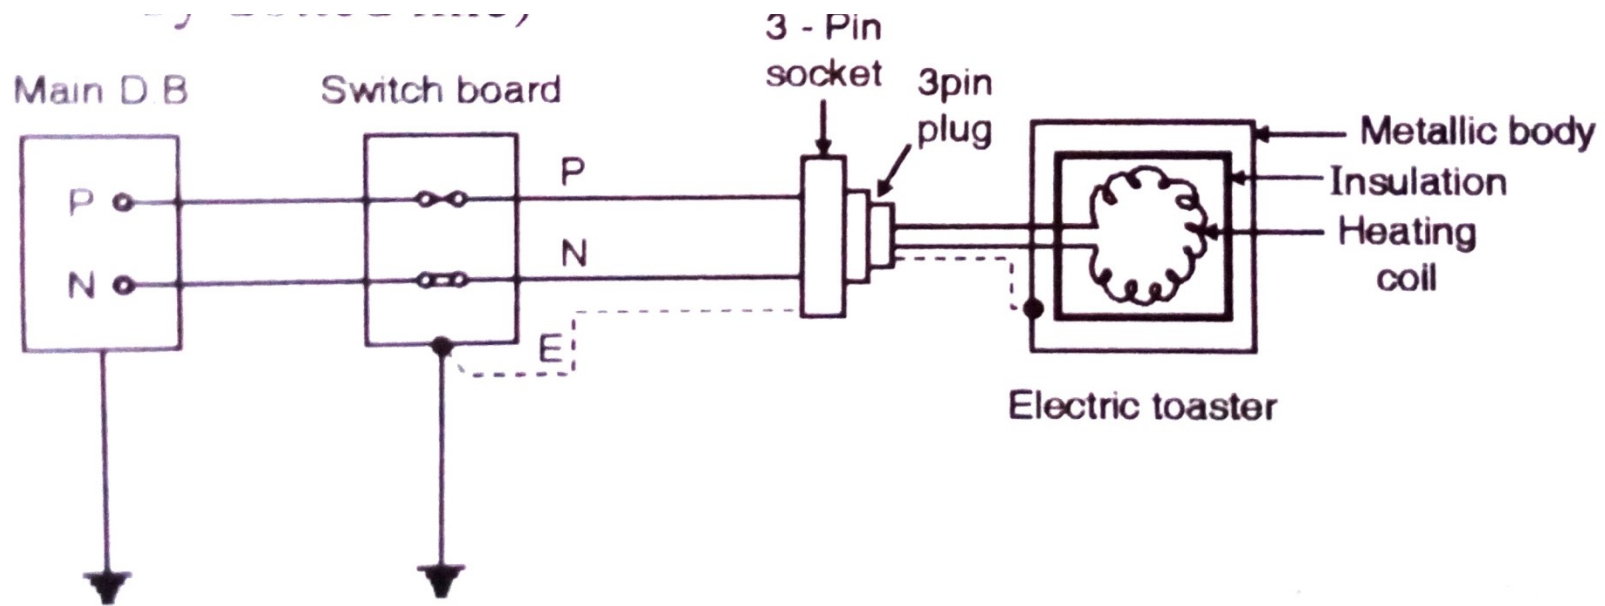 3 - Pin
socket
3pin
plug
Main D B
Switch board
Metallic body
Insulation
Heating
coil
P
P
N
N
E
Electric toaster